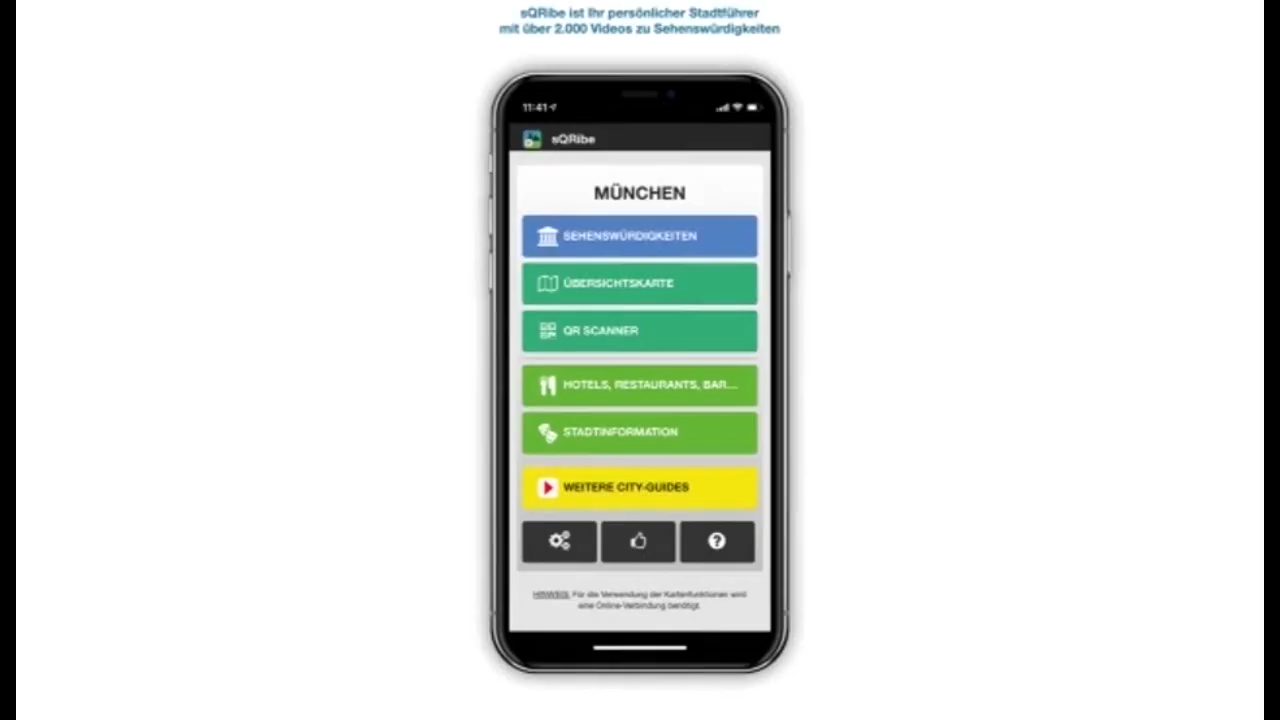 sQRibe ist Ihr persönlicher Stadtführer
mit über 2.000 Videos zu Sehenswürdigkeiten
11:41
sQRibe
MÜNCHEN
SEHENSWÜRDIGKEITEN
ÜBERSICHTSKARTE
QR SCANNER
HOTELS, RESTAURANTS, BAR...
STADTINFORMATION
WEITERE CITY-GUIDES
HINWEIS: Für die Verwendung der Kartenfunktionen wird
eine Online-Verbindung benötigt.